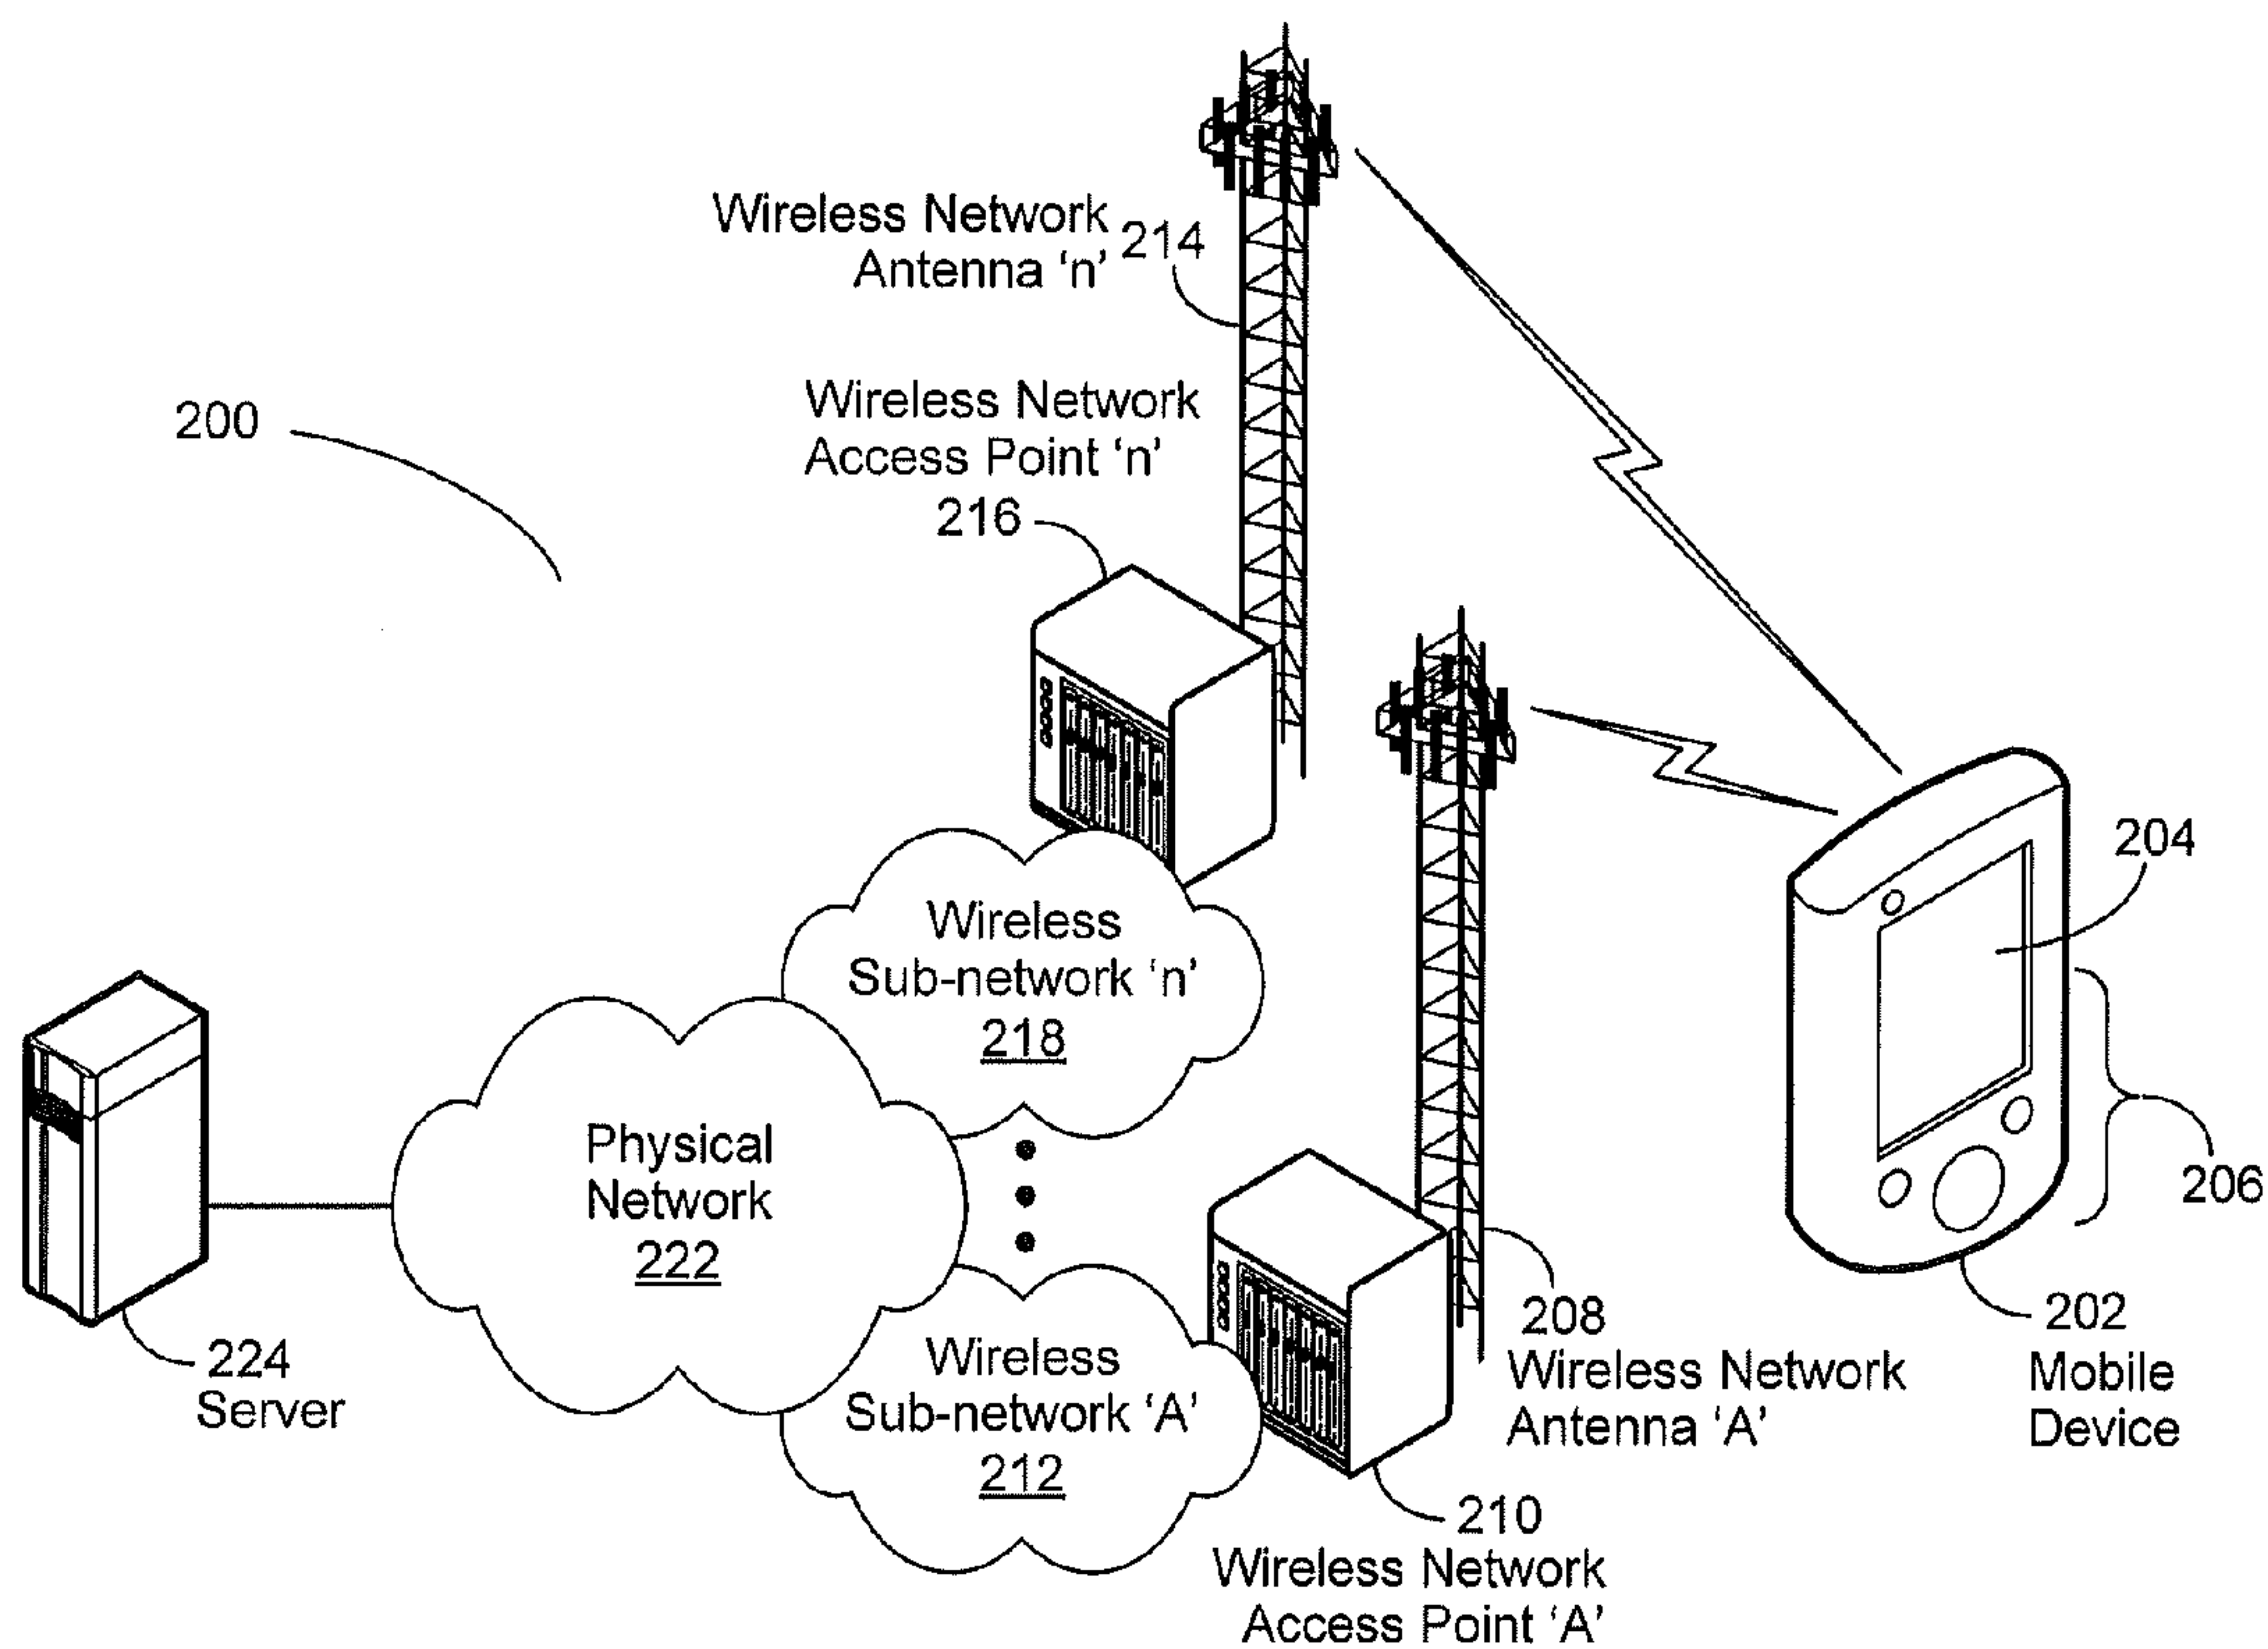 Wireless Network
Antenna ‘n’
214
200
Wireless Network
Access Point ‘n’
216
204
Wireless
Sub-network ‘n’
218
206
Physical
Network
222
224
Server
Wireless
Sub-network ‘A’
212
208
Wireless Network
Antenna ‘A’
202
Mobile
Device
210
Wireless Network
Access Point ‘A’